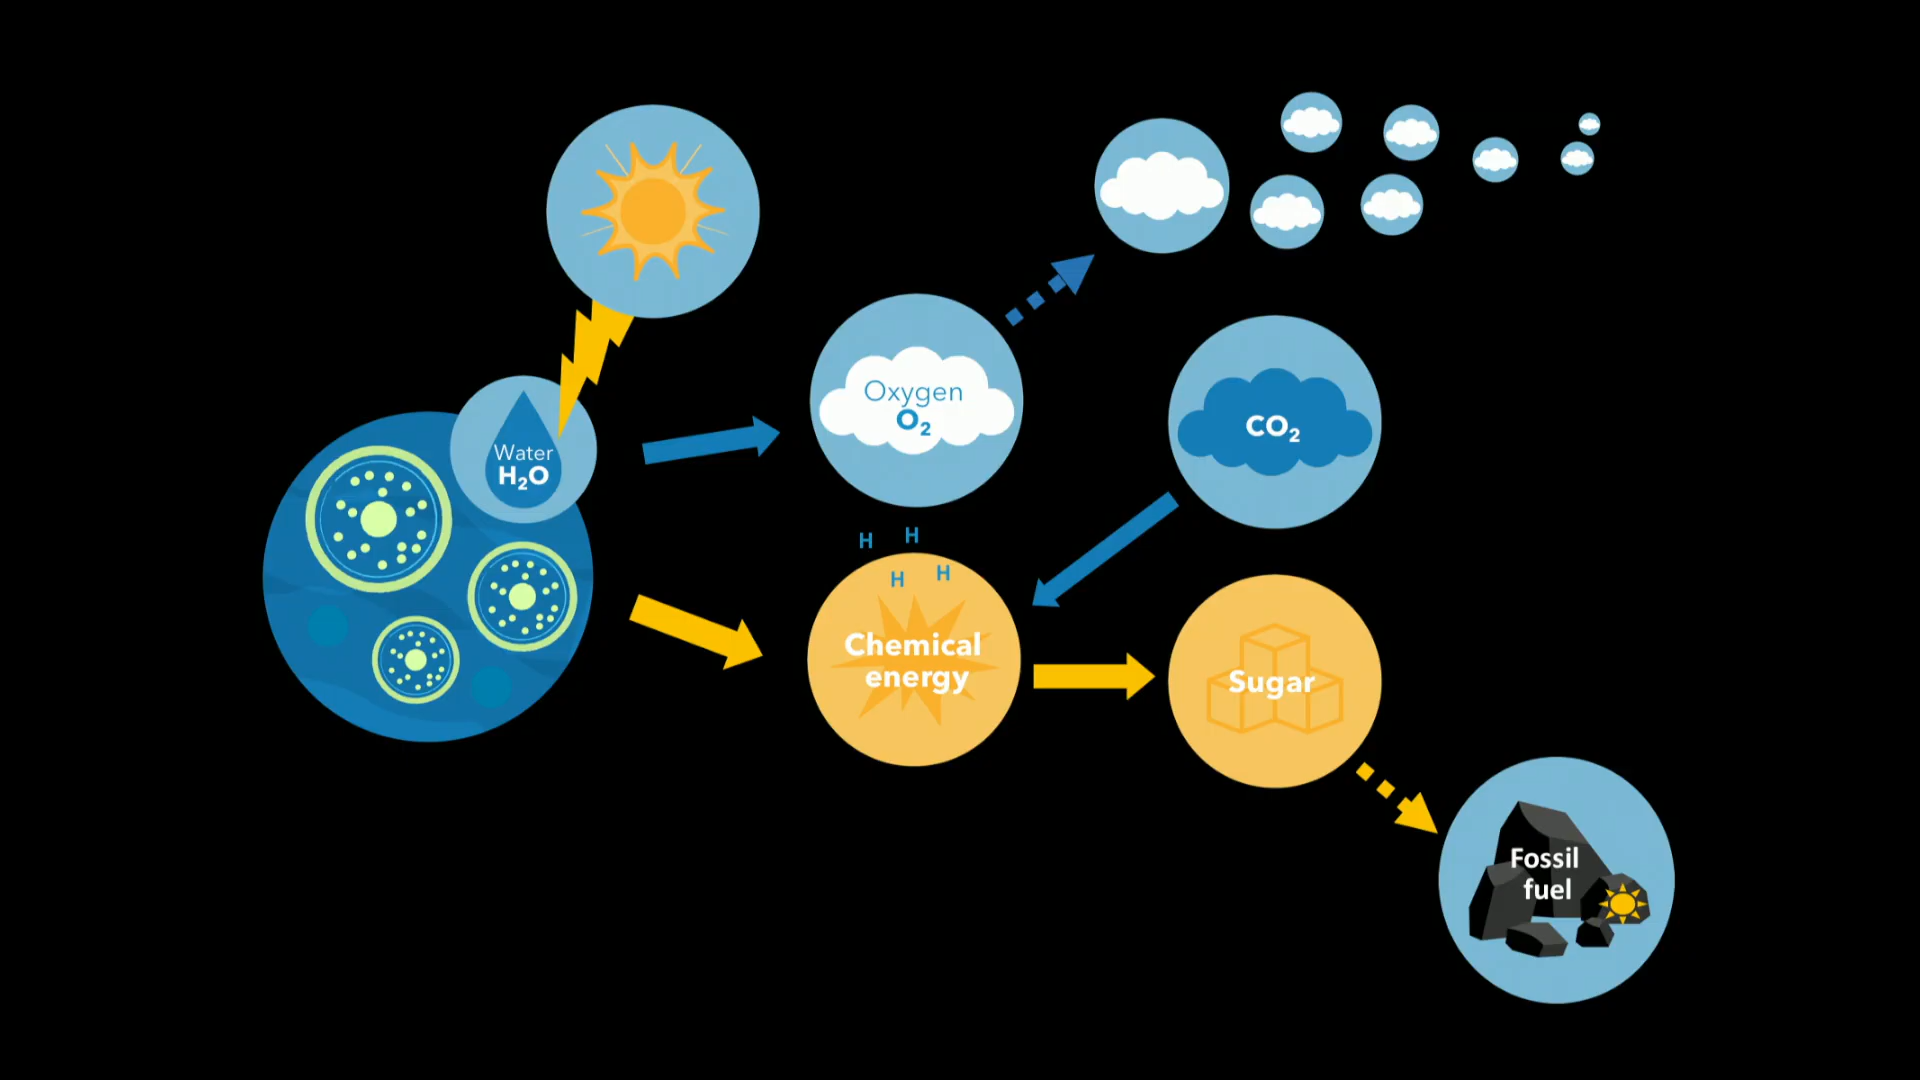 Water
H₂O
Oxygen
O₂
CO₂
H H
H H
Chemical
energy
Sugar
Fossil
fuel